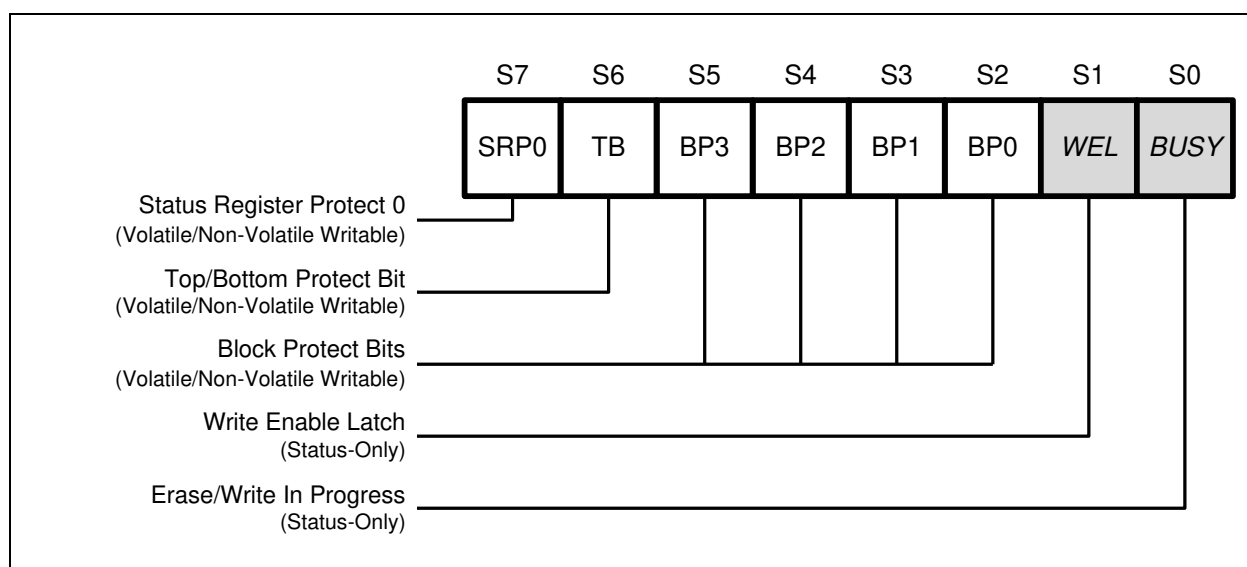 S7 S6 S5 S4 S3 S2 S1 S0
SRP0 TB BP3 BP2 BP1 BP0 WEL BUSY
Status Register Protect 0
(Volatile/Non-Volatile Writable)
Top/Bottom Protect Bit
(Volatile/Non-Volatile Writable)
Block Protect Bits
(Volatile/Non-Volatile Writable)
Write Enable Latch
(Status-Only)
Erase/Write In Progress
(Status-Only)